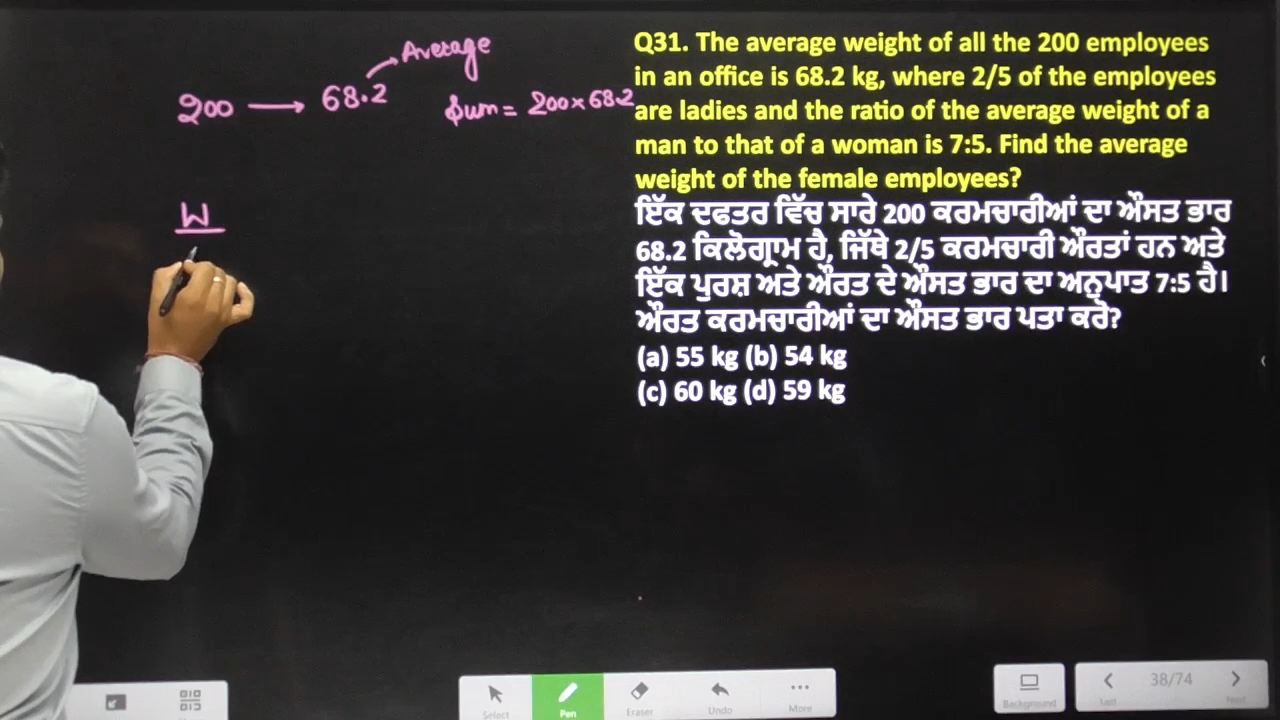 Average
200 → 68.2
Sum = 200 × 68.2
W
Q31. The average weight of all the 200 employees
in an office is 68.2 kg, where 2/5 of the employees
are ladies and the ratio of the average weight of a
man to that of a woman is 7:5. Find the average
weight of the female employees?
ਇੱਕ ਦਫਤਰ ਵਿੱਚ ਸਾਰੇ 200 ਕਰਮਚਾਰੀਆਂ ਦਾ ਔਸਤ ਭਾਰ
68.2 ਕਿਲੋਗ੍ਰਾਮ ਹੈ, ਜਿੱਥੇ 2/5 ਕਰਮਚਾਰੀ ਔਰਤਾਂ ਹਨ ਅਤੇ
ਇੱਕ ਪੁਰਸ਼ ਅਤੇ ਔਰਤ ਦੇ ਔਸਤ ਭਾਰ ਦਾ ਅਨੁਪਾਤ 7:5 ਹੈ।
ਔਰਤ ਕਰਮਚਾਰੀਆਂ ਦਾ ਔਸਤ ਭਾਰ ਪਤਾ ਕਰੋ?
(a) 55 kg (b) 54 kg
(c) 60 kg (d) 59 kg
Select Pen Eraser Undo More
Background Last 38/74 Next